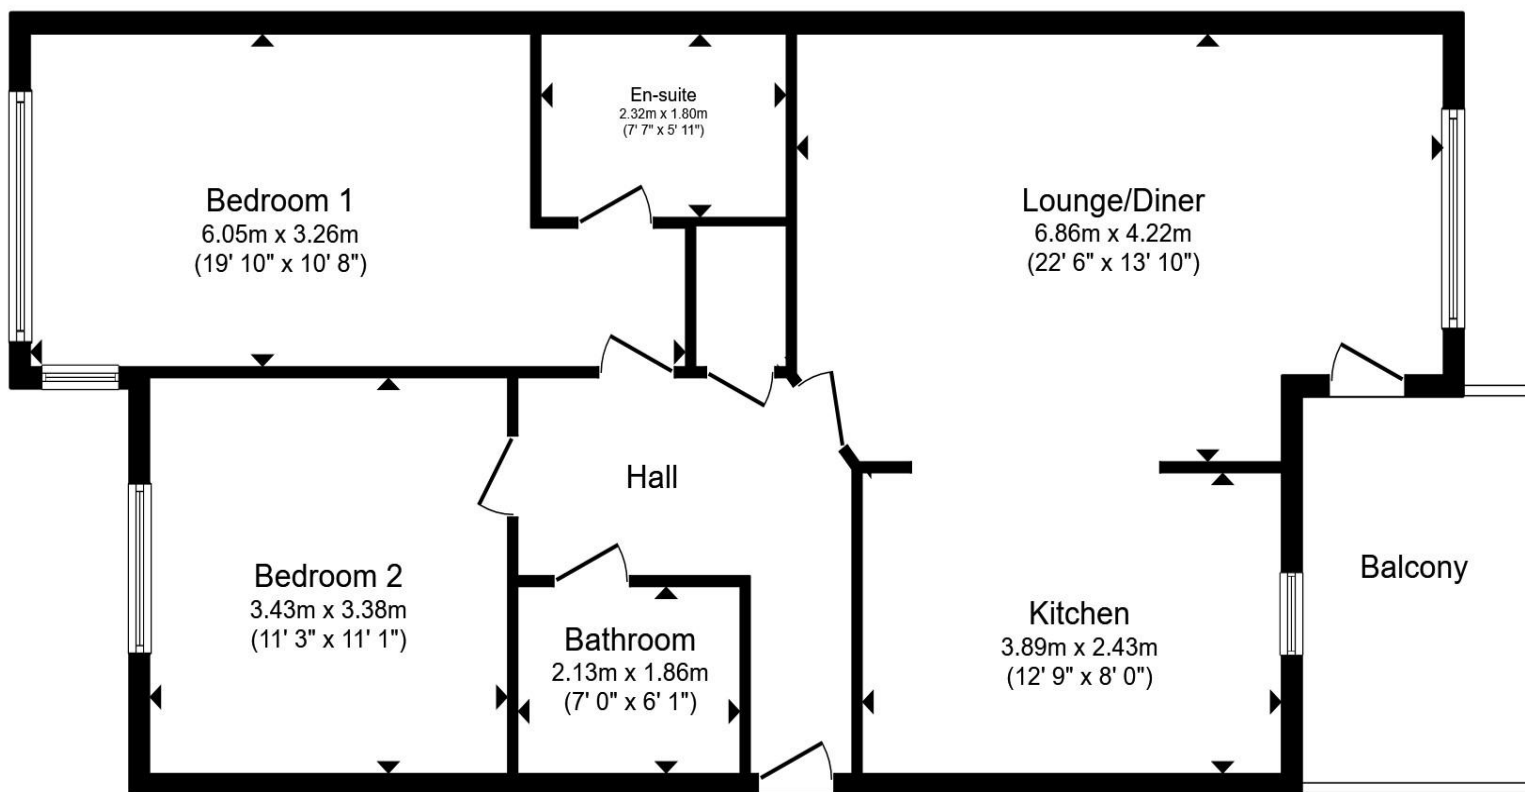 En-suite
2.32m x 1.80m
(7' 7" x 5' 11")
Bedroom 1
6.05m x 3.26m
(19' 10" x 10' 8")
Lounge/Diner
6.86m x 4.22m
(22' 6" x 13' 10")
Hall
Bedroom 2
3.43m x 3.38m
(11' 3" x 11' 1")
Bathroom
2.13m x 1.86m
(7' 0" x 6' 1")
Kitchen
3.89m x 2.43m
(12' 9" x 8' 0")
Balcony